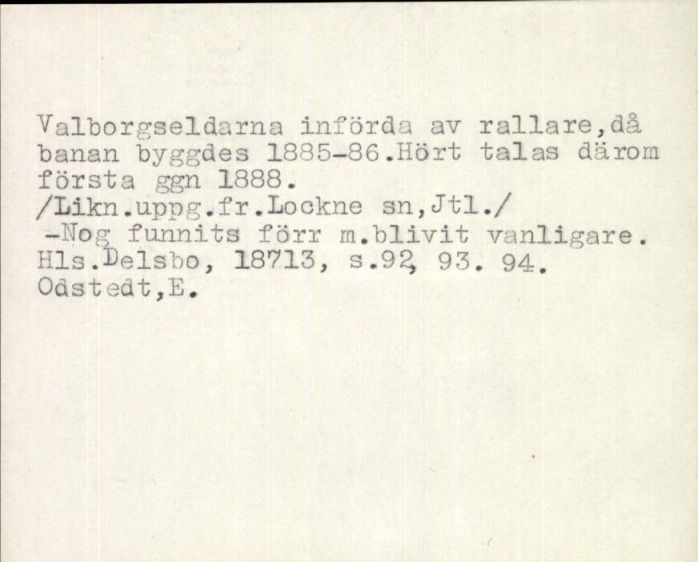 Valborgseldarna införda av rallare,då
banan byggdes 1885-86.Hört talas därom
första ggn 1888.
/Likn.uppg.fr.Lockne sn,Jtl./
-Nog funnits förr m.blivit vanligare.
Hls.Delsbo, 18713, s.92, 93. 94.
Odstedt,E.